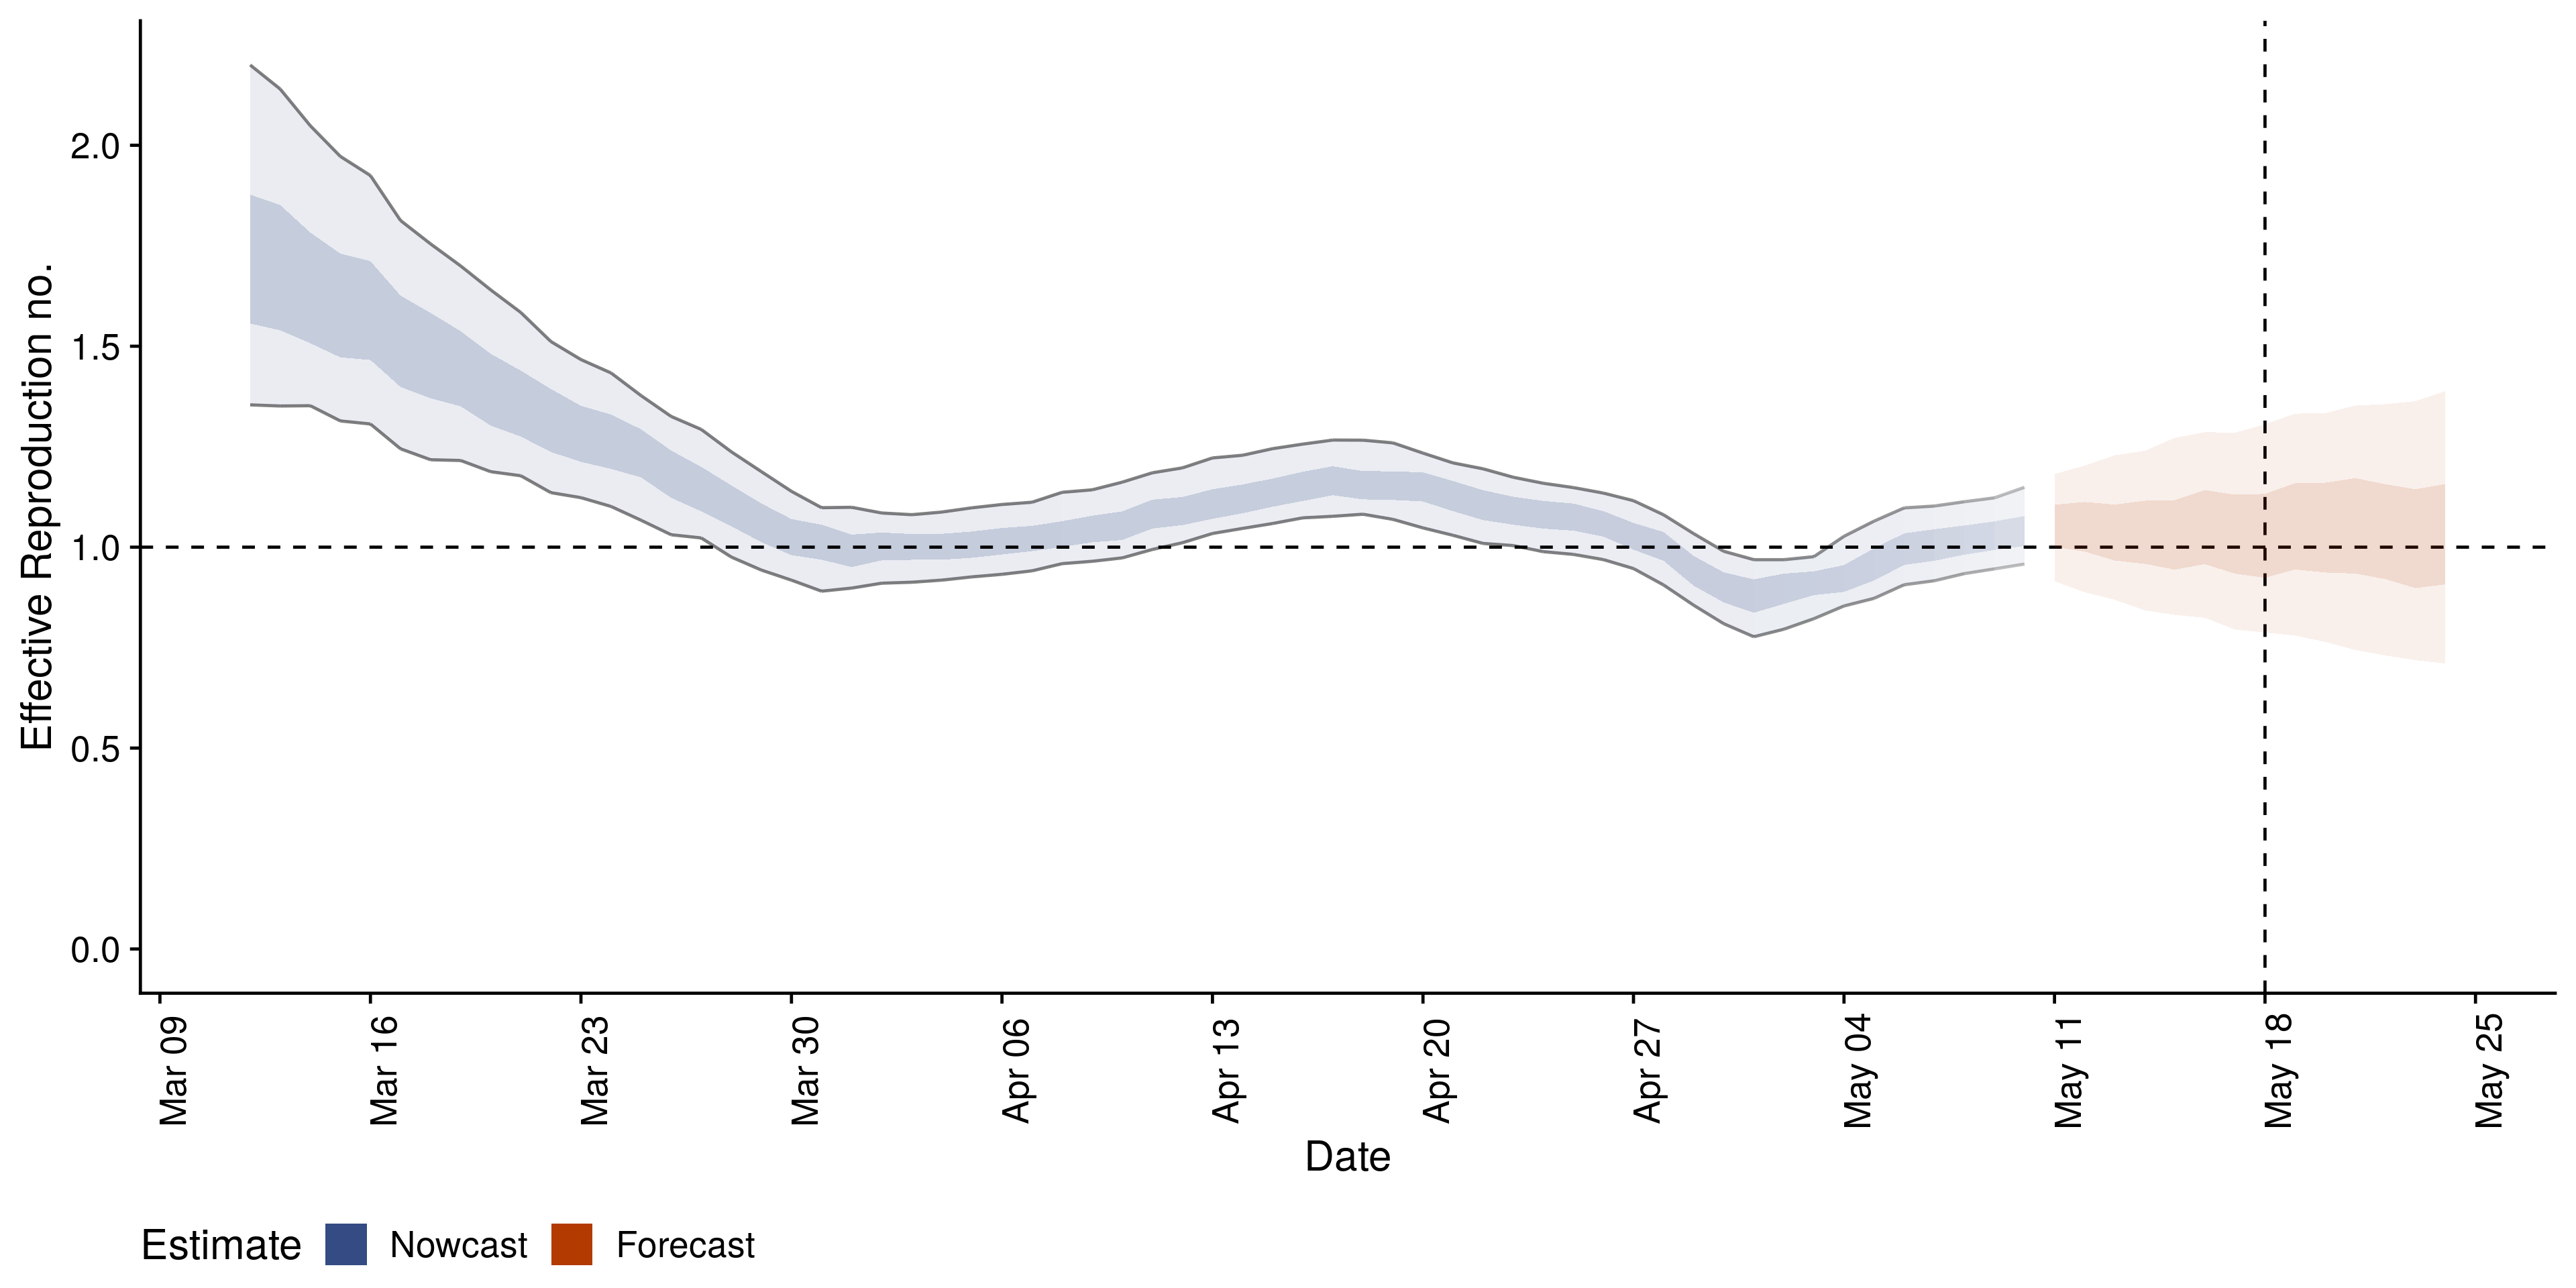 Effective Reproduction no.
2.0
1.5
1.0
0.5
0.0
Mar 09
Mar 16
Mar 23
Mar 30
Apr 06
Apr 13
Apr 20
Apr 27
May 04
May 11
May 18
May 25
Date
Estimate Nowcast Forecast